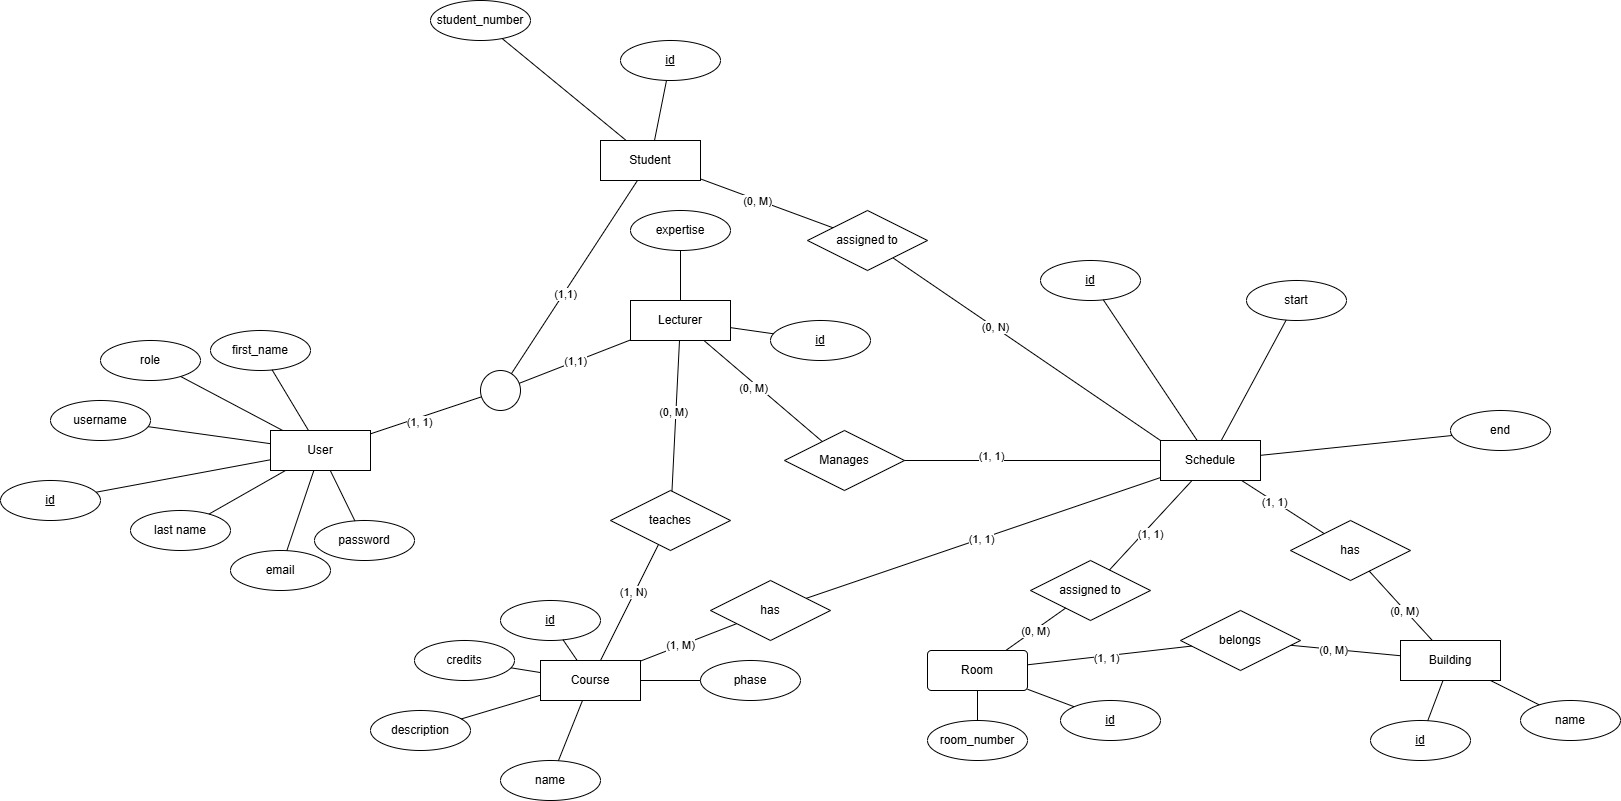 student_number
id
Student
(0, M)
expertise
assigned to
id
start
(1,1)
Lecturer
(0, N)
id
first_name
role
(1,1)
(0, M)
username
(1, 1)
(0, M)
end
User
Manages
(1, 1)
Schedule
id
(1, 1)
last name
teaches
password
(1, 1)
(1, 1)
has
email
(1, N)
assigned to
id
has
(0, M)
(0, M)
belongs
(1, M)
credits
(1, 1)
(0, M)
Room
Building
Course
phase
description
id
name
room_number
id
name